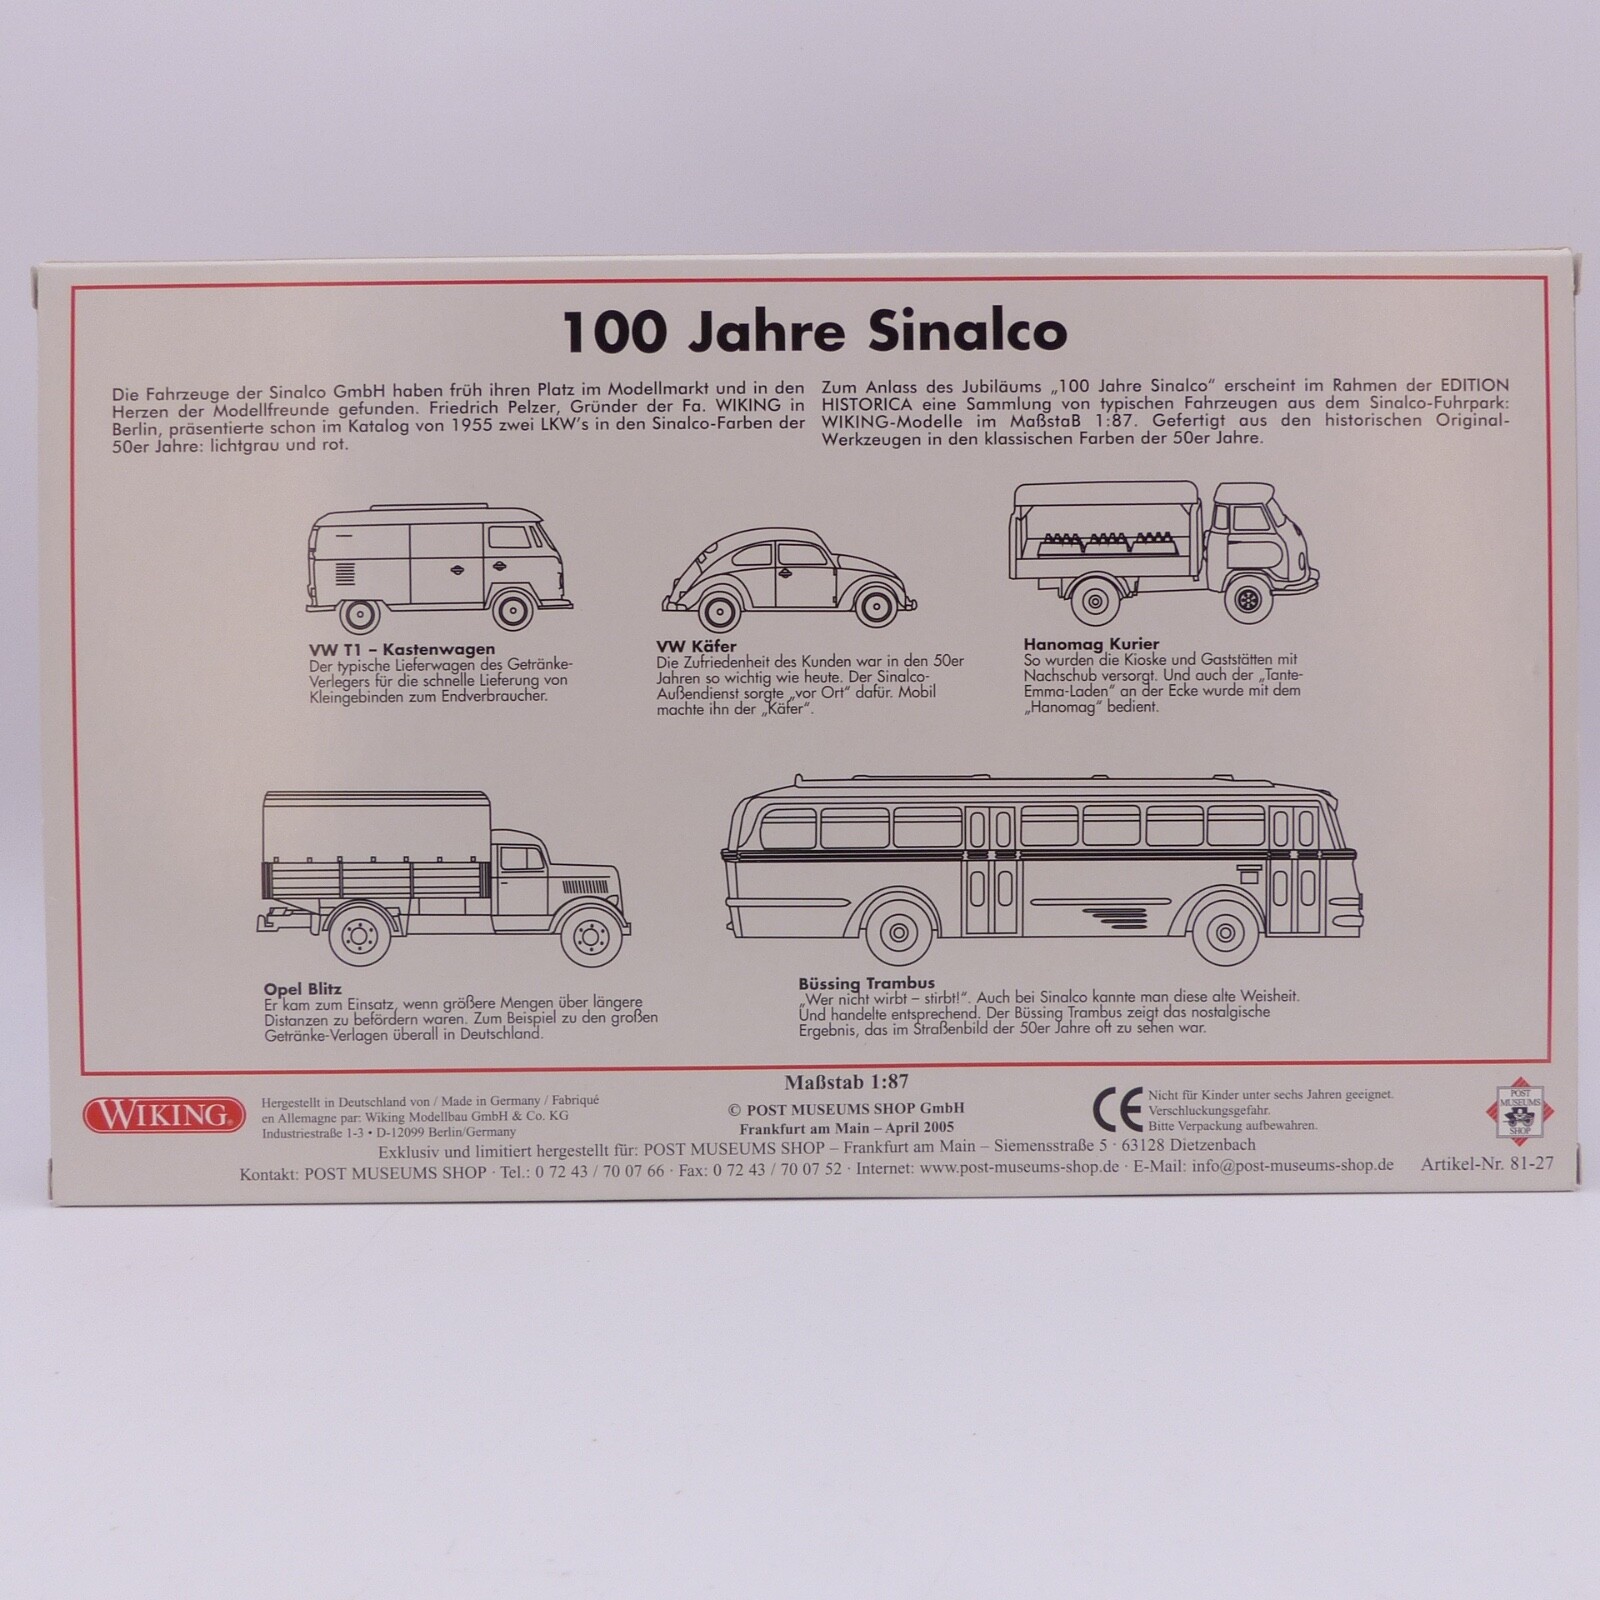 100 Jahre Sinalco
Die Fahrzeuge der Sinalco GmbH haben früh ihren Platz im Modellmarkt und in den
Herzen der Modellfreunde gefunden. Friedrich Pelzer, Gründer der Fa. WIKING in
Berlin, präsentierte schon im Katalog von 1955 zwei LKW's in den Sinalco-Farben der
50er Jahre: lichtgrau und rot.
Zum Anlass des Jubiläums „100 Jahre Sinalco“ erscheint im Rahmen der EDITION
HISTORICA eine Sammlung von typischen Fahrzeugen aus dem Sinalco-Fuhrpark:
WIKING-Modelle im MaßstaB 1:87. Gefertigt aus den historischen Original-
Werkzeugen in den klassischen Farben der 50er Jahre.
VW T1 – Kastenwagen
Der typische Lieferwagen des Getränke-
Verlegers für die schnelle Lieferung von
Kleingebinden zum Endverbraucher.
VW Käfer
Die Zufriedenheit des Kunden war in den 50er
Jahren so wichtig wie heute. Der Sinalco-
Außendienst sorgte „vor Ort“ dafür. Mobil
machte ihn der „Käfer“.
Hanomag Kurier
So wurden die Kioske und Gaststätten mit
Nachschub versorgt. Und auch der „Tante-
Emma-Laden“ an der Ecke wurde mit dem
„Hanomag“ bedient.
Opel Blitz
Er kam zum Einsatz, wenn größere Mengen über längere
Distanzen zu befördern waren. Zum Beispiel zu den großen
Getränke-Verlagen überall in Deutschland.
Büssing Trambus
„Wer nicht wirbt – stirbt!“. Auch bei Sinalco kannte man diese alte Weisheit.
Und handelte entsprechend. Der Büssing Trambus zeigt das nostalgische
Ergebnis, das im Straßenbild der 50er Jahre oft zu sehen war.
WIKING®
Hergestellt in Deutschland von / Made in Germany / Fabriqué
en Allemagne par: Wiking Modellbau GmbH & Co. KG
Industriestraße 1-3 • D-12099 Berlin/Germany
Maßstab 1:87
© POST MUSEUMS SHOP GmbH
Frankfurt am Main – April 2005
CE
Nicht für Kinder unter sechs Jahren geeignet.
Verschluckungsgefahr.
Bitte Verpackung aufbewahren.
POST
MUSEUMS
SHOP
Exklusiv und limitiert hergestellt für: POST MUSEUMS SHOP – Frankfurt am Main – Siemensstraße 5 · 63128 Dietzenbach
Kontakt: POST MUSEUMS SHOP · Tel.: 0 72 43 / 70 07 66 · Fax: 0 72 43 / 70 07 52 · Internet: www.post-museums-shop.de · E-Mail: info@post-museums-shop.de
Artikel-Nr. 81-27